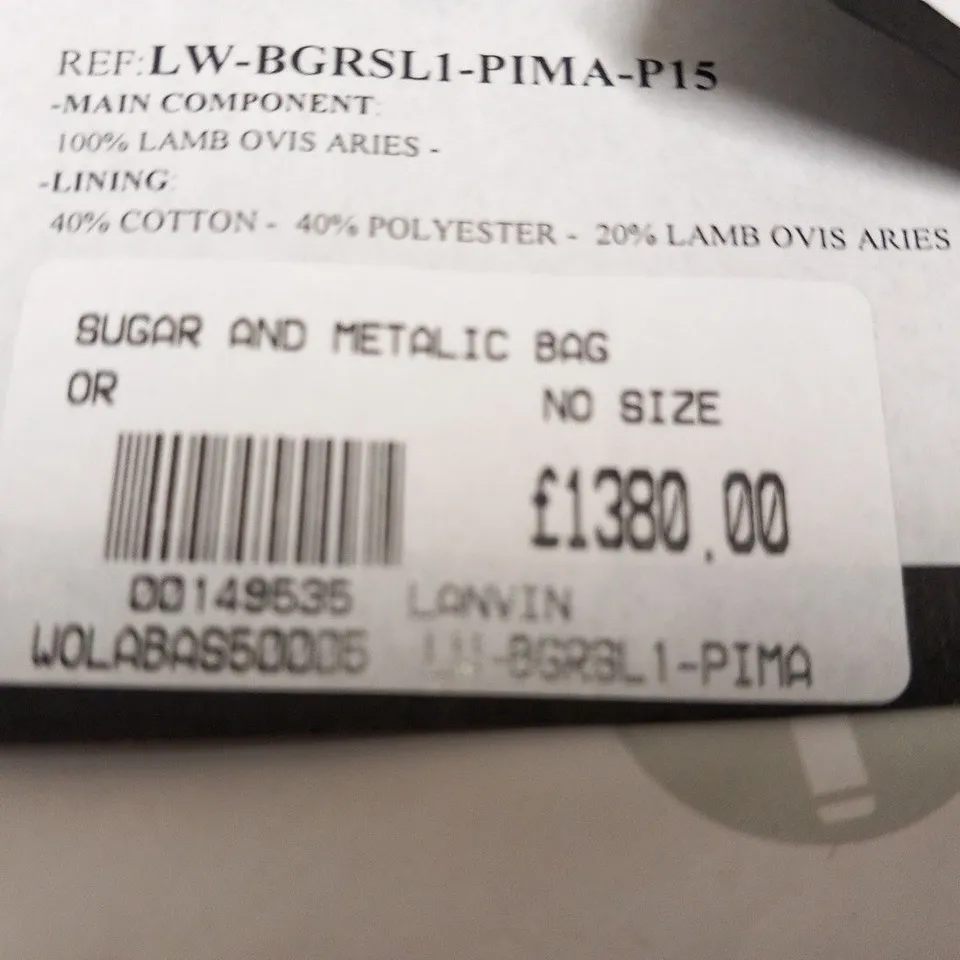 REF:LW-BGRSL1-PIMA-P15
-MAIN COMPONENT:
100% LAMB OVIS ARIES -
-LINING:
40% COTTON - 40% POLYESTER - 20% LAMB OVIS ARIES
SUGAR AND METALIC BAG
OR NO SIZE
£1380.00
00149535 LANVIN
WOLABAS50005 LW-BGRSL1-PIMA